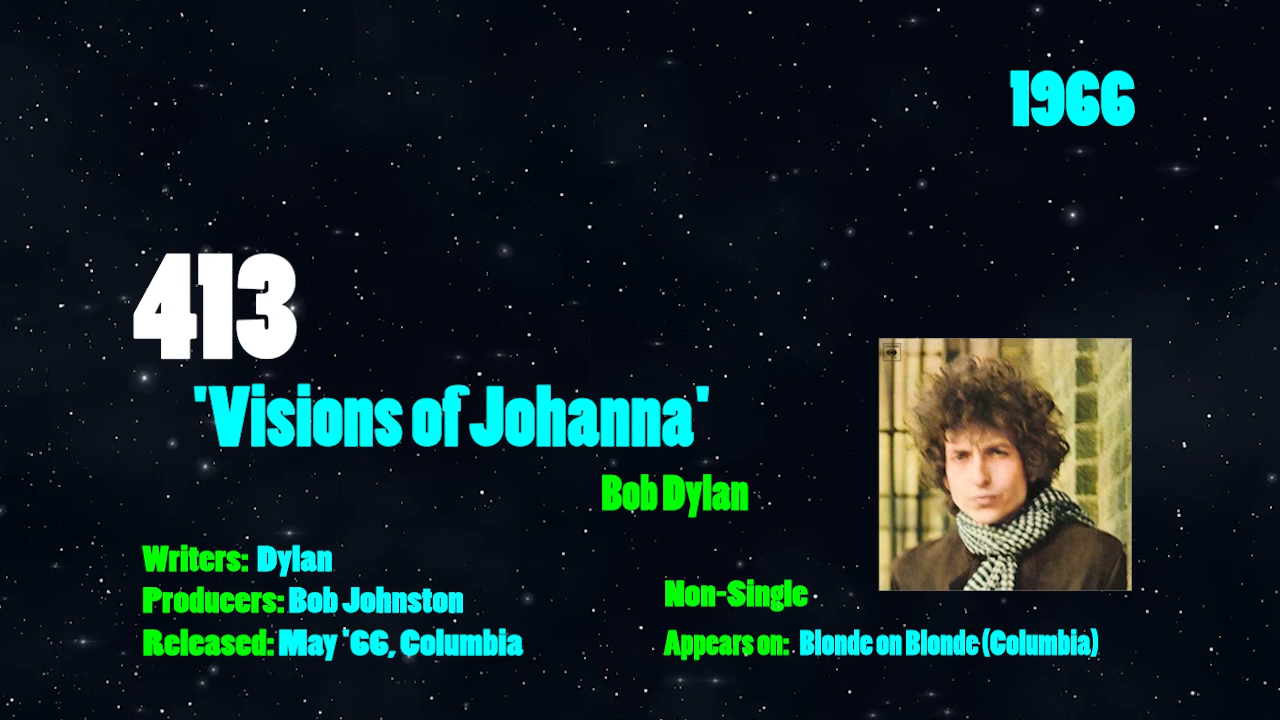 1966
413
'Visions of Johanna'
Bob Dylan
Writers: Dylan
Producers: Bob Johnston
Released: May '66, Columbia
Non-Single
Appears on: Blonde on Blonde (Columbia)